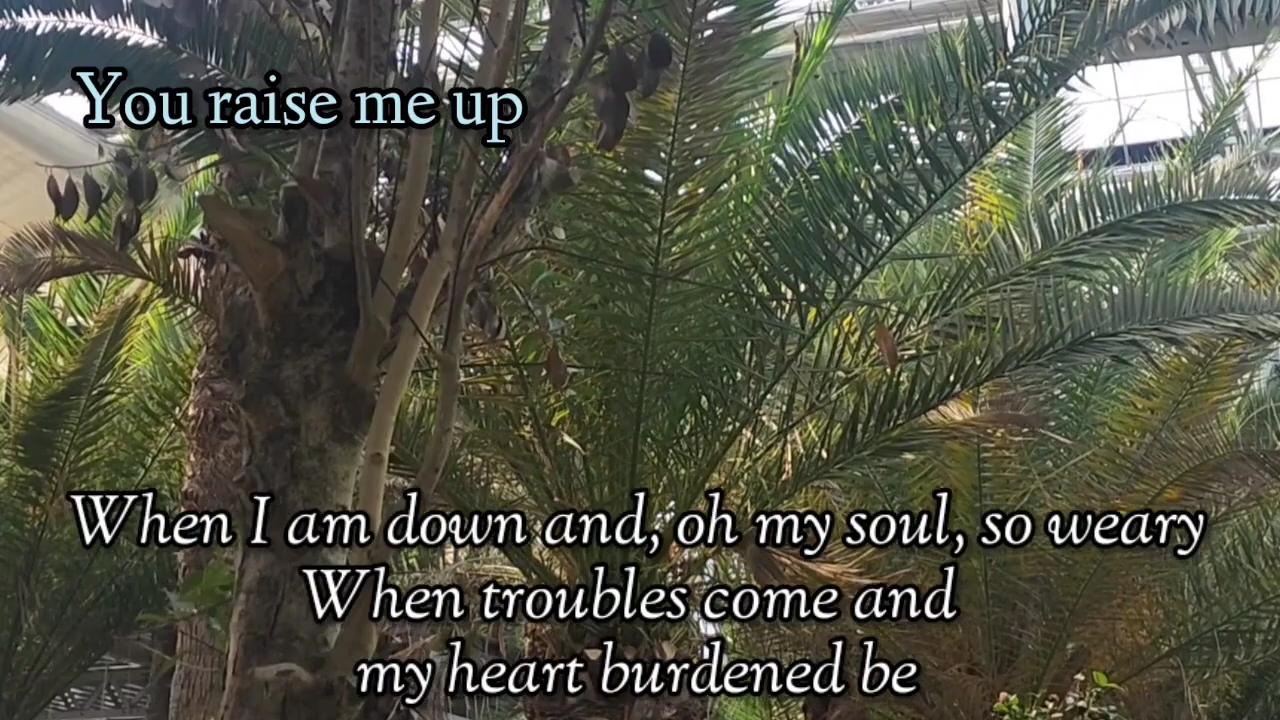 You raise me up
When I am down and, oh my soul, so weary
When troubles come and
my heart burdened be